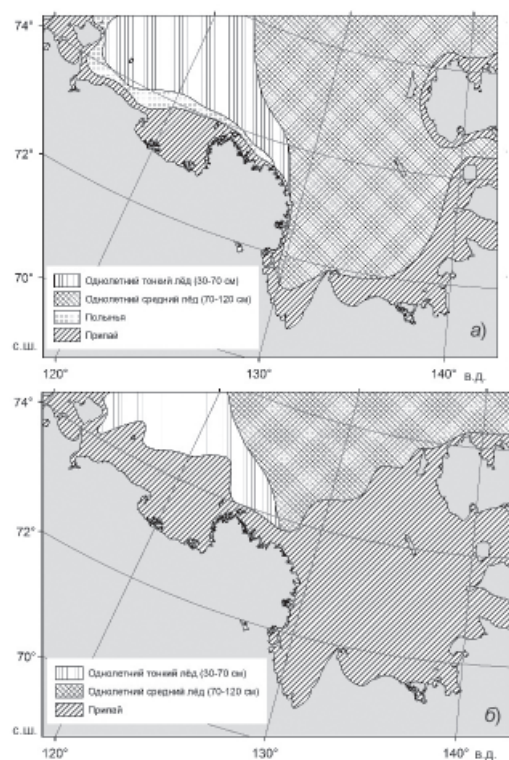 74°
72°
70°
Однолетний тонкий лёд (30-70 см)
Однолетний средний лёд (70-120 см)
Полынья
Припай
а)
с.ш.
120°
130°
140°
в.д.
74°
72°
70°
Однолетний тонкий лёд (30-70 см)
Однолетний средний лёд (70-120 см)
Припай
б)
с.ш.
120°
130°
140°
в.д.